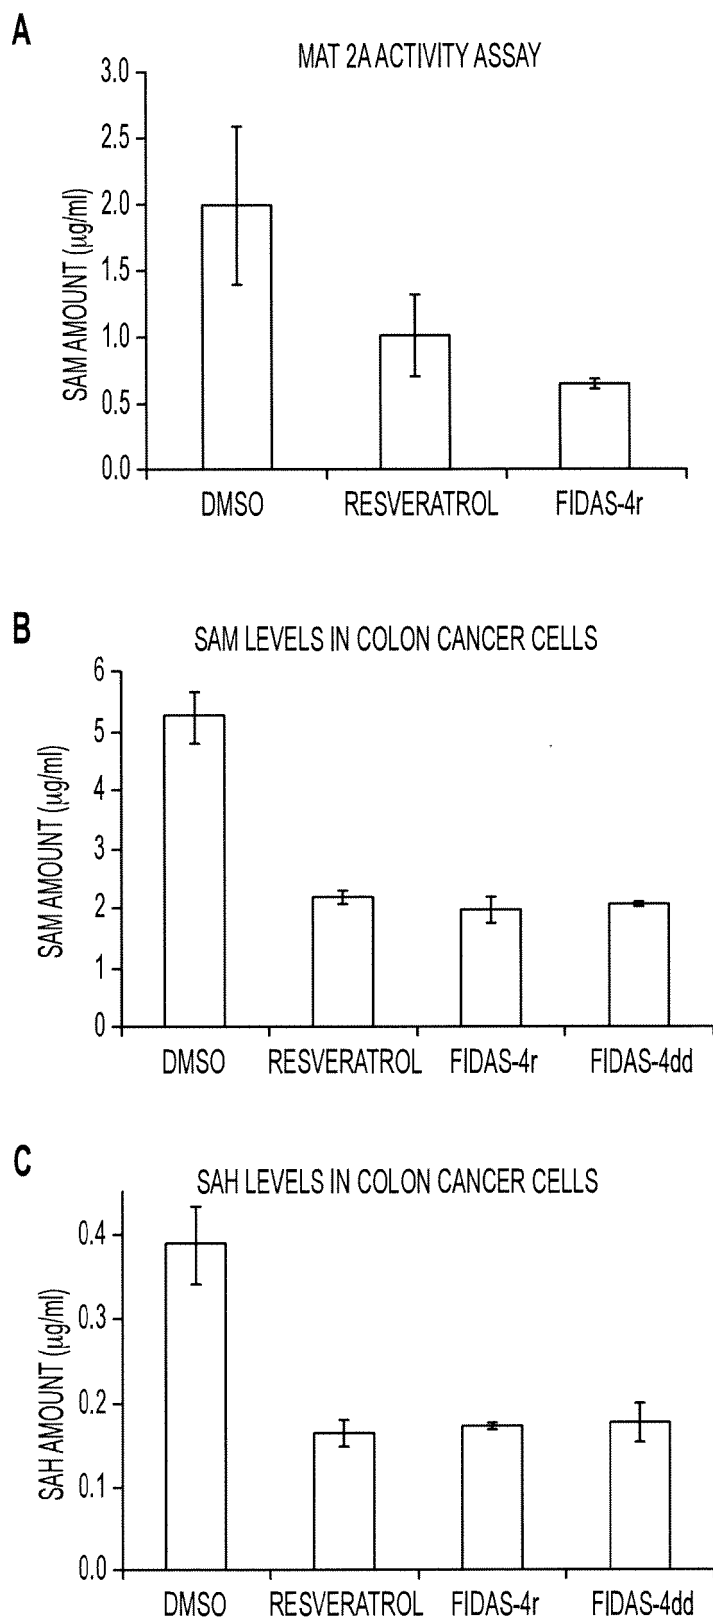 A
MAT 2A ACTIVITY ASSAY
SAM AMOUNT (μg/ml)
3.0
2.5
2.0
1.5
1.0
0.5
0.0
DMSO RESVERATROL FIDAS-4r
B
SAM LEVELS IN COLON CANCER CELLS
SAM AMOUNT (μg/ml)
6
5
4
3
2
1
0
DMSO RESVERATROL FIDAS-4r FIDAS-4dd
C
SAH LEVELS IN COLON CANCER CELLS
SAH AMOUNT (μg/ml)
0.4
0.3
0.2
0.1
0.0
DMSO RESVERATROL FIDAS-4r FIDAS-4dd